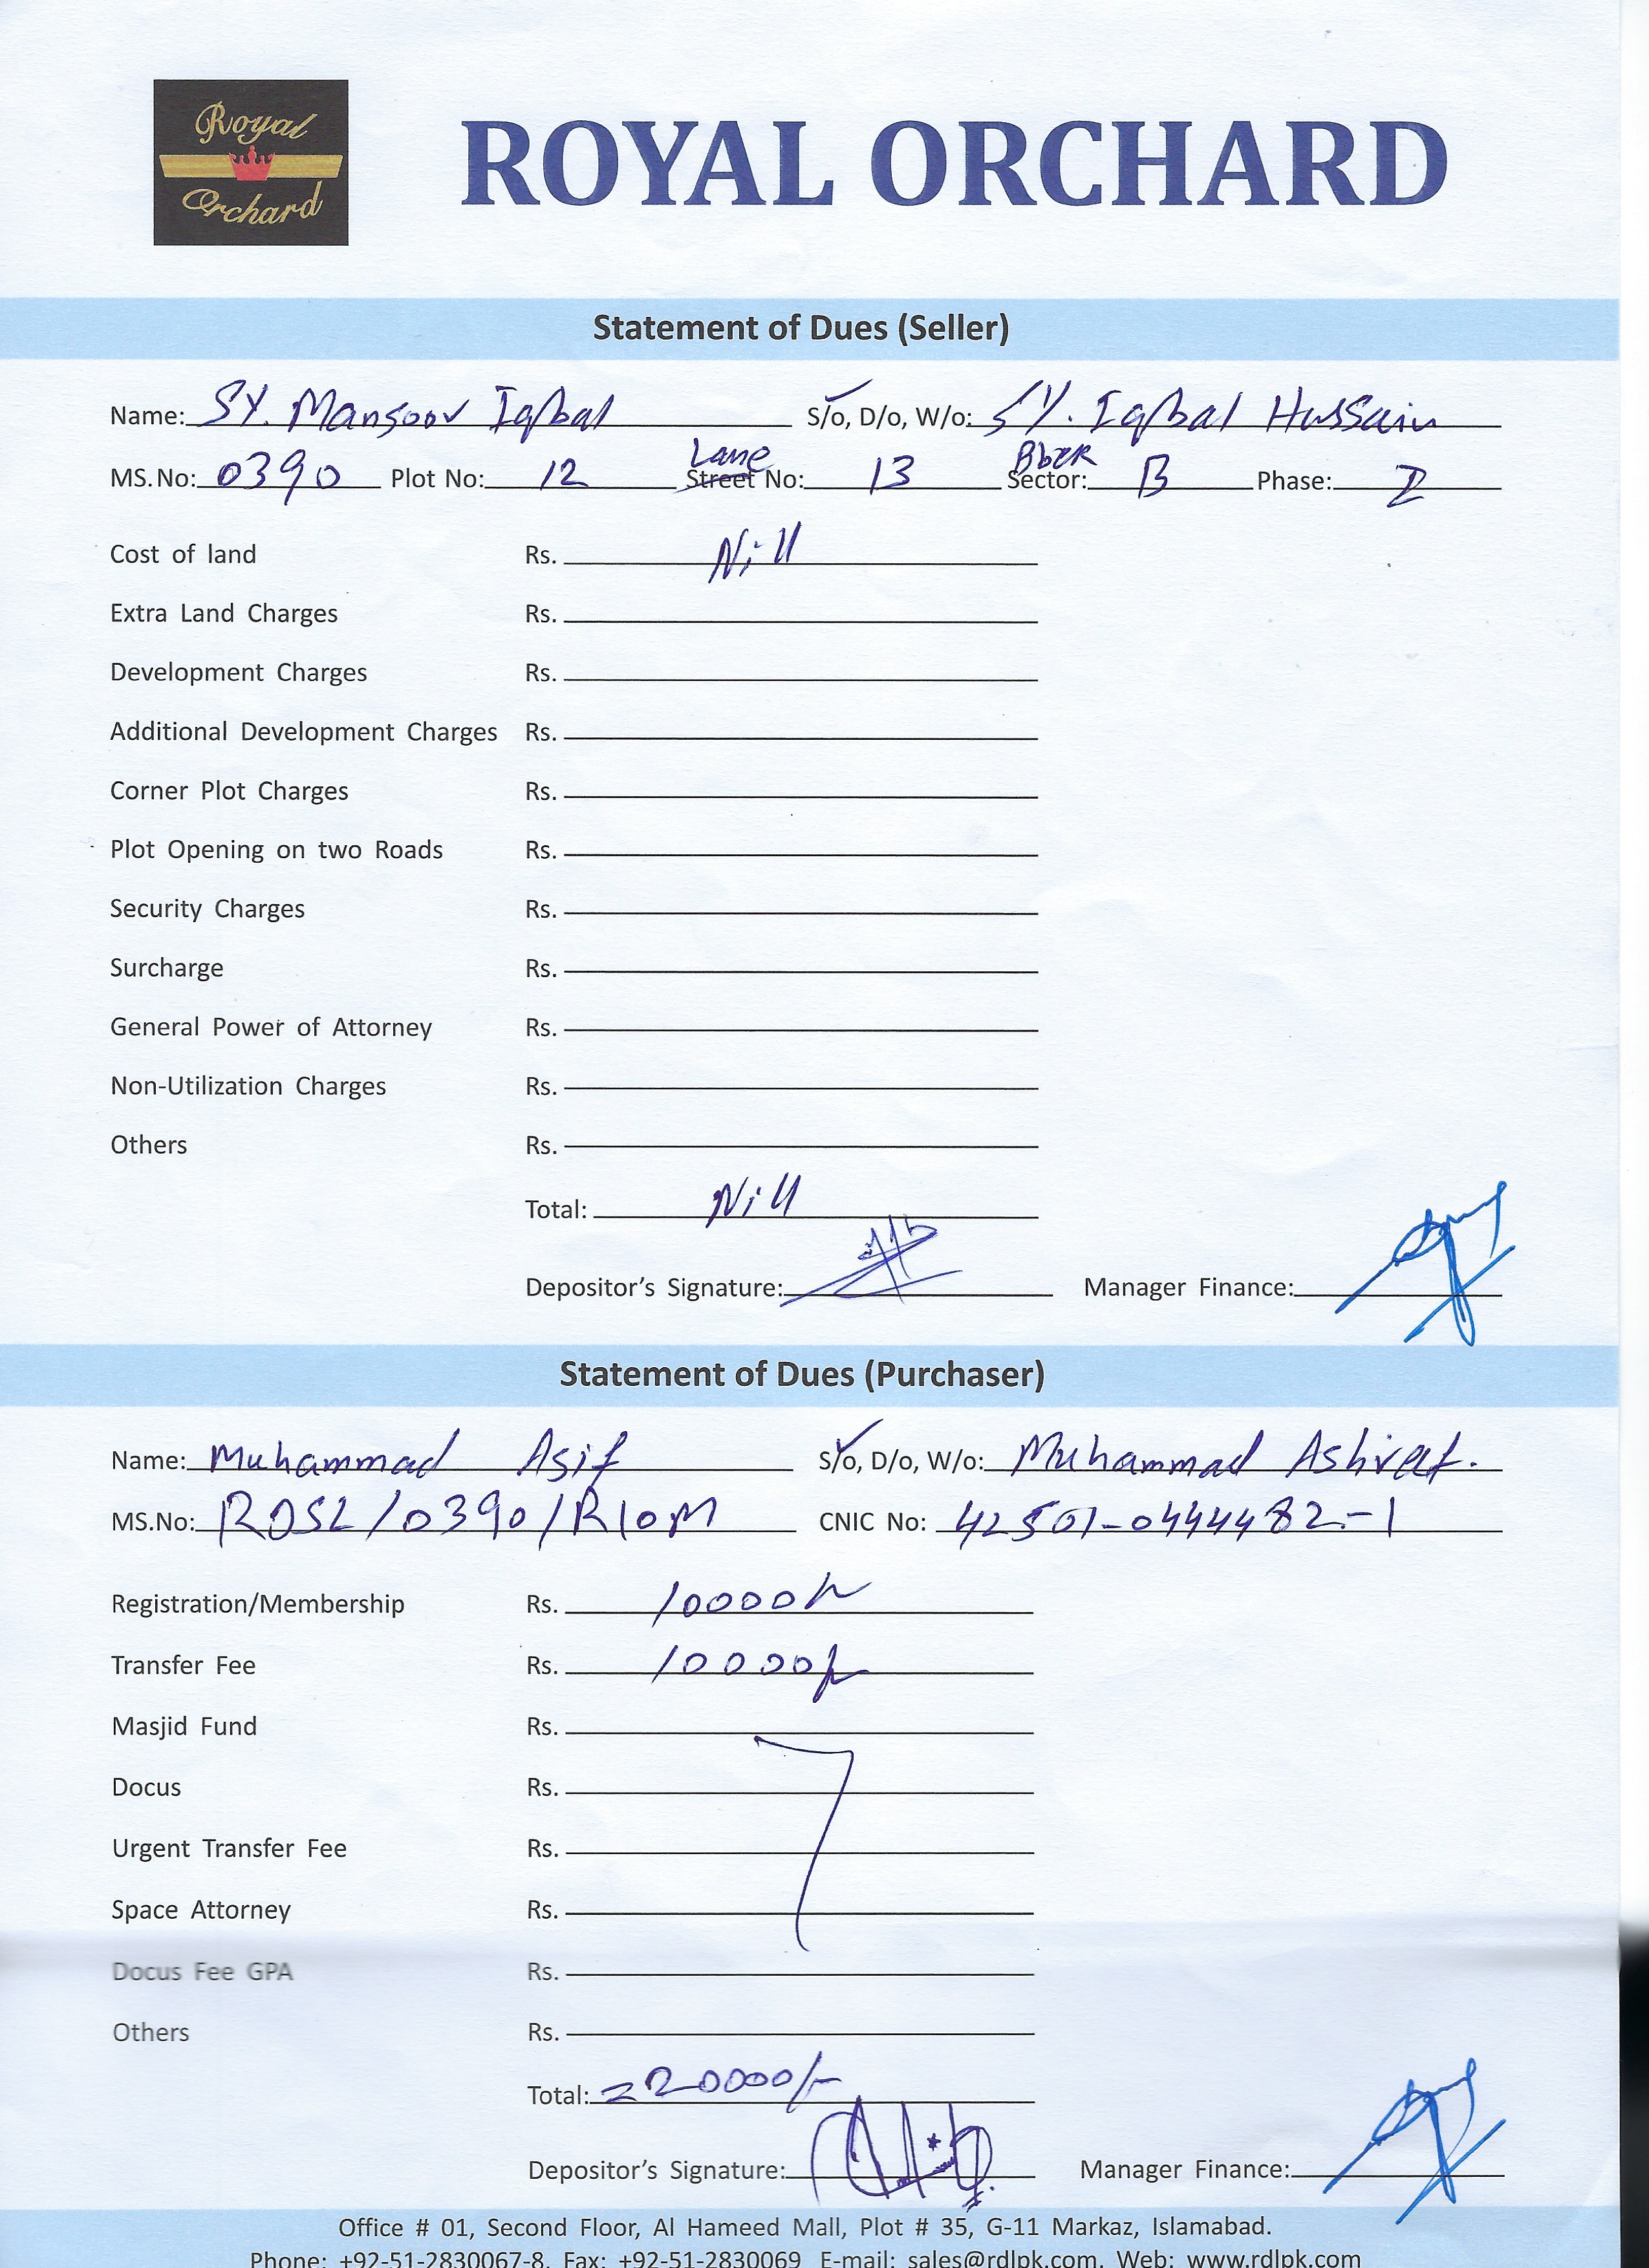 Royal
Orchard
ROYAL ORCHARD
Statement of Dues (Seller)
Name: SY. Mansoor Iqbal S/o, D/o, W/o: SY. Iqbal Hussain
Lane Block
MS.No: 0390 Plot No: 12 Street No: 13 Sector: B Phase: I
Cost of land Rs. Nill
Extra Land Charges Rs.
Development Charges Rs.
Additional Development Charges Rs.
Corner Plot Charges Rs.
Plot Opening on two Roads Rs.
Security Charges Rs.
Surcharge Rs.
General Power of Attorney Rs.
Non-Utilization Charges Rs.
Others Rs.
Total: Nill
Depositor's Signature: Manager Finance:
Statement of Dues (Purchaser)
Name: Muhammad Asif S/o, D/o, W/o: Muhammad Ashraf.
MS.No: RDSL/0390/R10M CNIC No: 42501-0444482-1
Registration/Membership Rs. 10000/-
Transfer Fee Rs. 10000/-
Masjid Fund Rs.
Docus Rs.
Urgent Transfer Fee Rs.
Space Attorney Rs.
Docus Fee GPA Rs.
Others Rs.
Total: =20000/-
Depositor's Signature: Manager Finance:
Office # 01, Second Floor, Al Hameed Mall, Plot # 35, G-11 Markaz, Islamabad.
Phone: +92-51-2830067-8, Fax: +92-51-2830069 E-mail: sales@rdlpk.com, Web: www.rdlpk.com